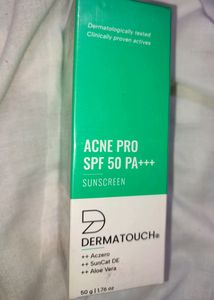 Dermatologically tested
Clinically proven actives
ACNE PRO
SPF 50 PA+++
SUNSCREEN
DERMATOUCH®
++ Aczero
++ SunCat DE
++ Aloe Vera
50 g | 1.76 oz